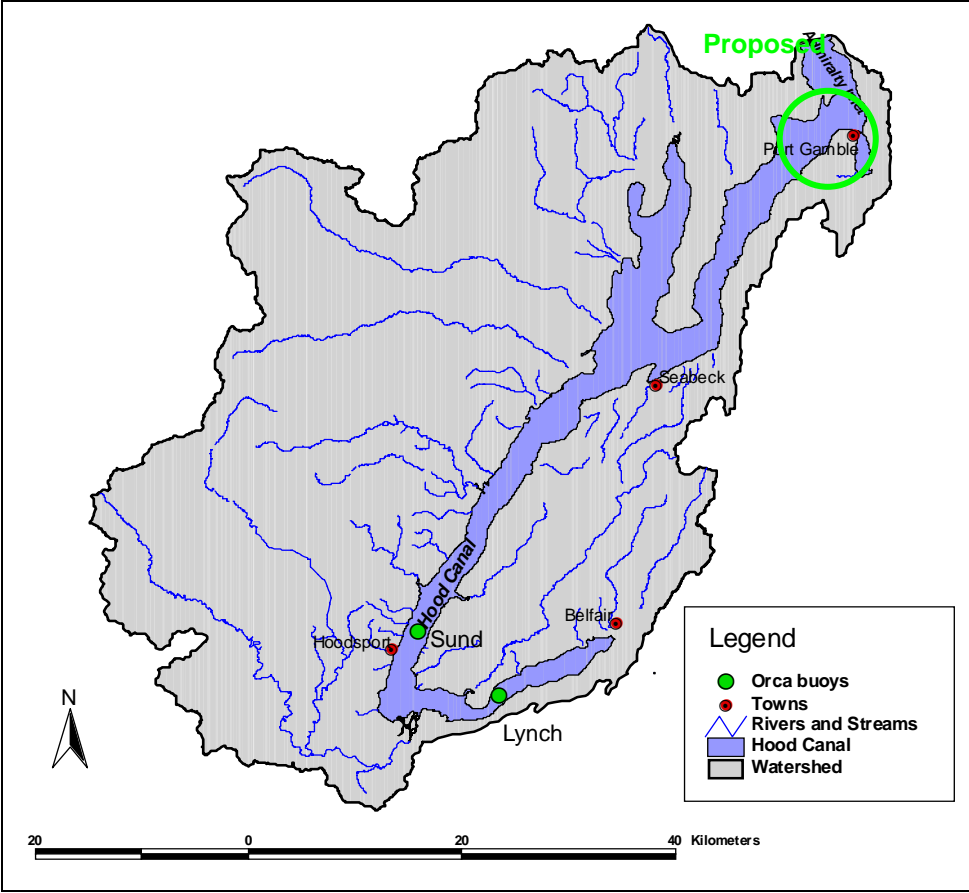 Proposed
Admiralty Inlet
Port Gamble
Seabeck
Hood Canal
Belfair
Hoodsport
Sund
Lynch
N
Legend
Orca buoys
Towns
Rivers and Streams
Hood Canal
Watershed
20 0 20 40 Kilometers